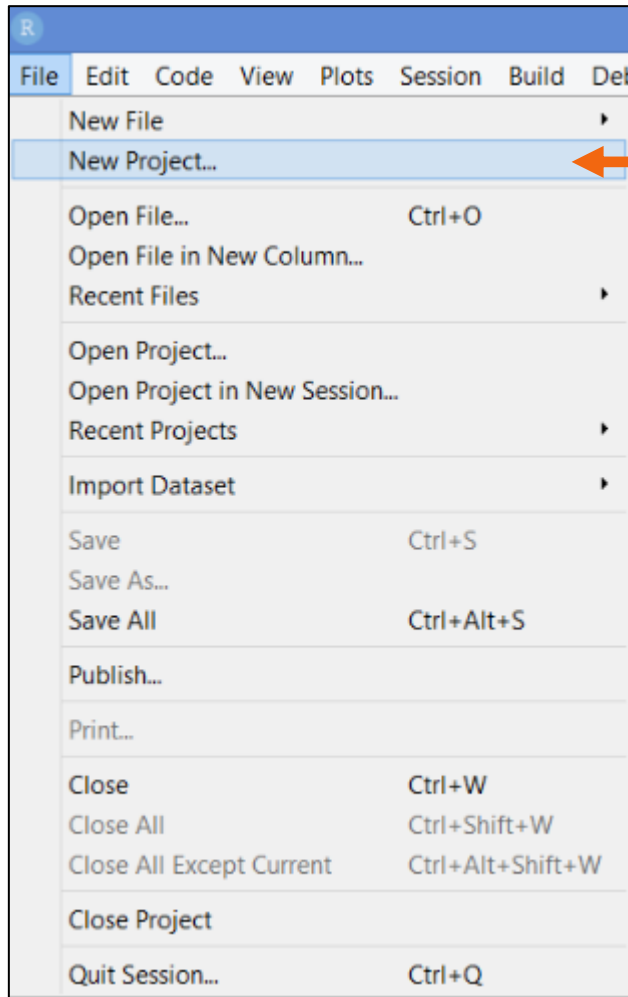 R
File Edit Code View Plots Session Build Deb
New File
New Project...
Open File... Ctrl+O
Open File in New Column...
Recent Files
Open Project...
Open Project in New Session...
Recent Projects
Import Dataset
Save Ctrl+S
Save As...
Save All Ctrl+Alt+S
Publish...
Print...
Close Ctrl+W
Close All Ctrl+Shift+W
Close All Except Current Ctrl+Alt+Shift+W
Close Project
Quit Session... Ctrl+Q